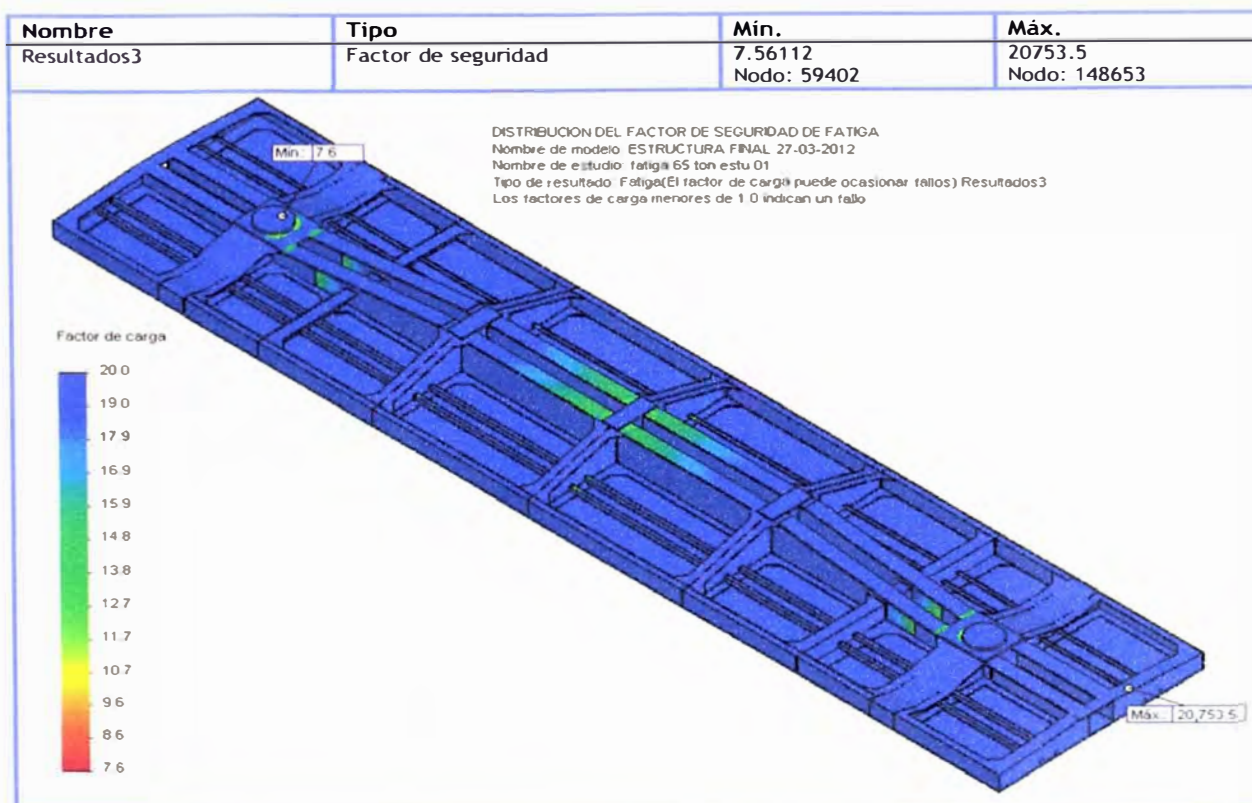 Nombre Tipo Mín. Máx.
Resultados3 Factor de seguridad 7.56112 20753.5
Nodo: 59402 Nodo: 148653
DISTRIBUCION DEL FACTOR DE SEGURIDAD DE FATIGA
Nombre de modelo: ESTRUCTURA FINAL 27-03-2012
Nombre de estudio: fatiga 65 ton estu 01
Tipo de resultado: Fatiga(El factor de carga puede ocasionar fallos) Resultados3
Los factores de carga menores de 1.0 indican un fallo
Mín.: 7.6
Factor de carga
20.0
19.0
17.9
16.9
15.9
14.8
13.8
12.7
11.7
10.7
9.6
8.6
7.6
Máx.: 20,753.5